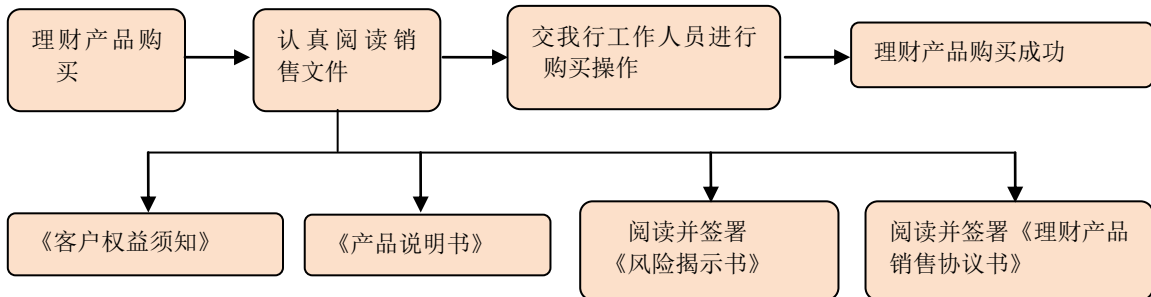 理财产品购
买
认真阅读销
售文件
交我行工作人员进行
购买操作
理财产品购买成功
《客户权益须知》
《产品说明书》
阅读并签署
《风险揭示书》
阅读并签署《理财产品
销售协议书》